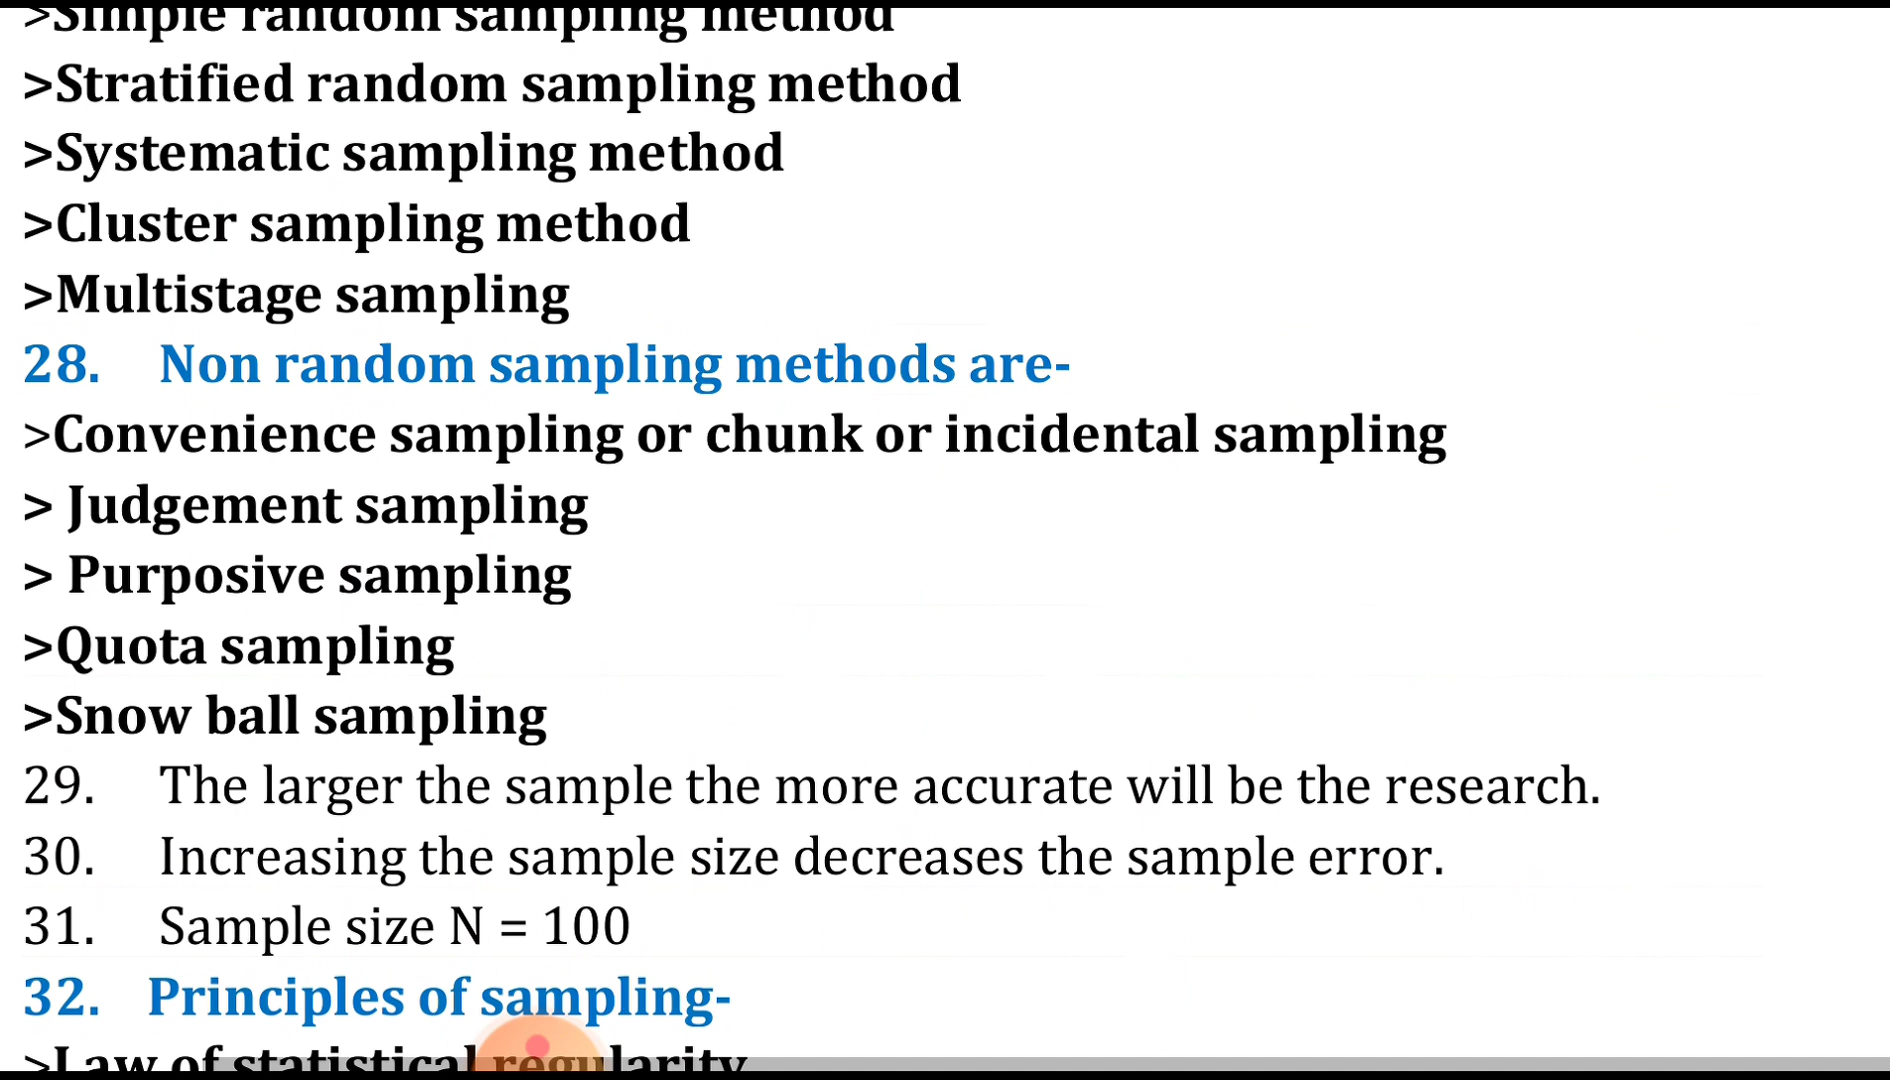 >Simple random sampling method
>Stratified random sampling method
>Systematic sampling method
>Cluster sampling method
>Multistage sampling
28. Non random sampling methods are-
>Convenience sampling or chunk or incidental sampling
> Judgement sampling
> Purposive sampling
>Quota sampling
>Snow ball sampling
29. The larger the sample the more accurate will be the research.
30. Increasing the sample size decreases the sample error.
31. Sample size N = 100
32. Principles of sampling-
>Law of statistical regularity